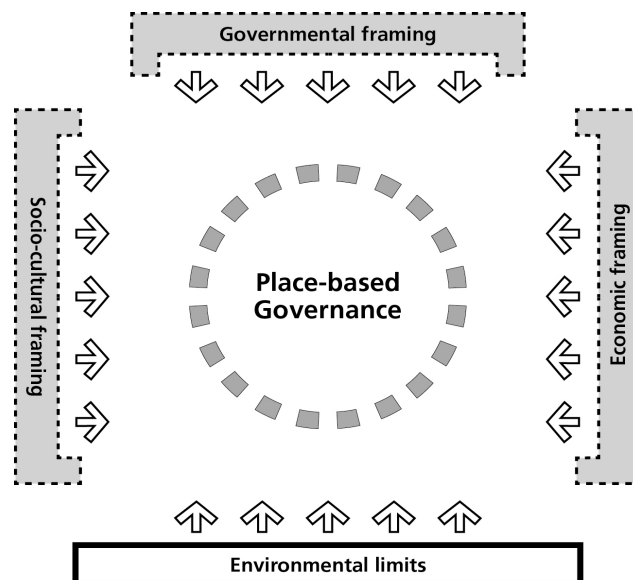 Governmental framing
Socio-cultural framing
Place-based
Governance
Economic framing
Environmental limits